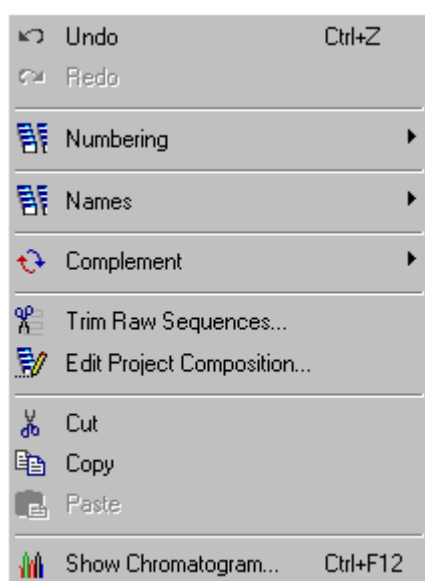 Undo Ctrl+Z
Redo
Numbering
Names
Complement
Trim Raw Sequences...
Edit Project Composition...
Cut
Copy
Paste
Show Chromatogram... Ctrl+F12